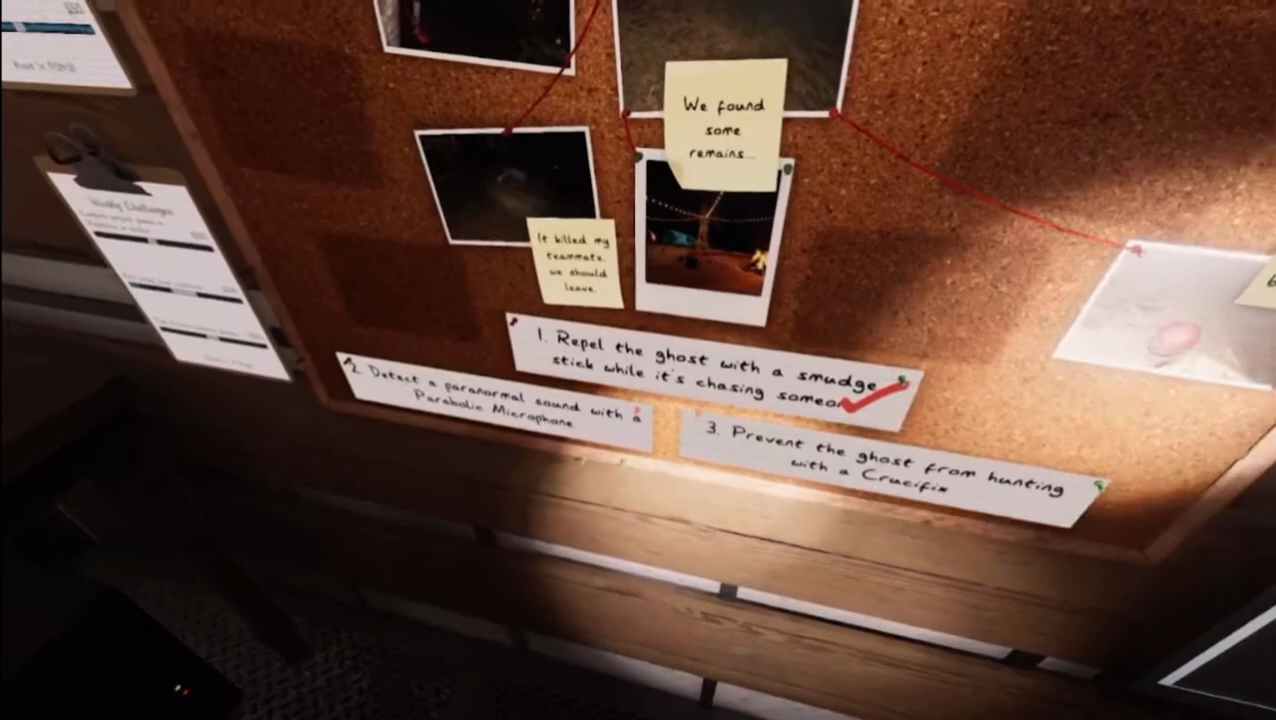 $50
We found
some
remains...
It killed my
teammate.
we should
leave.
Weekly Challenges
1. Repel the ghost with a smudge
stick while it's chasing someon
2. Detect a paranormal sound with a
Parabolic Microphone
3. Prevent the ghost from hunting
with a Crucifix